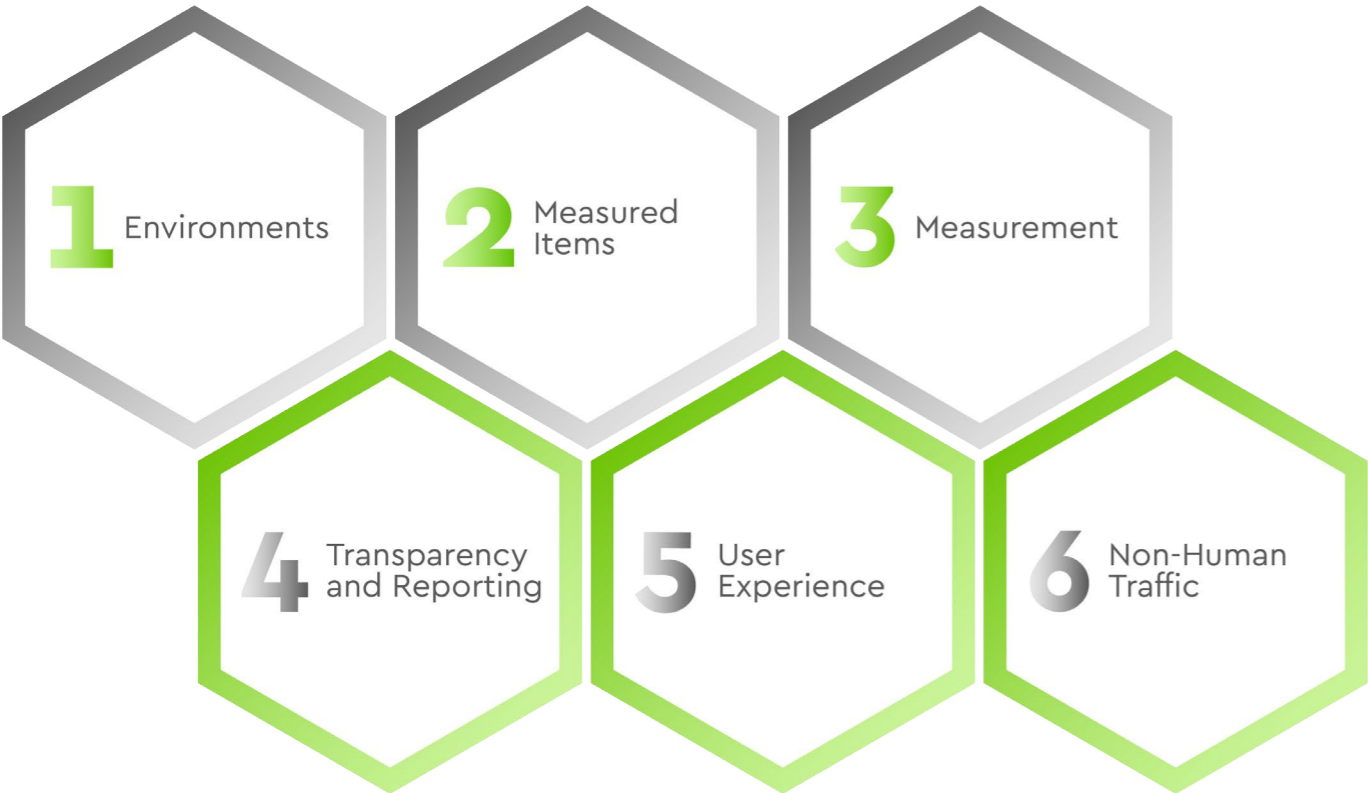 1 Environments
2 Measured
Items
3 Measurement
4 Transparency
and Reporting
5 User
Experience
6 Non-Human
Traffic